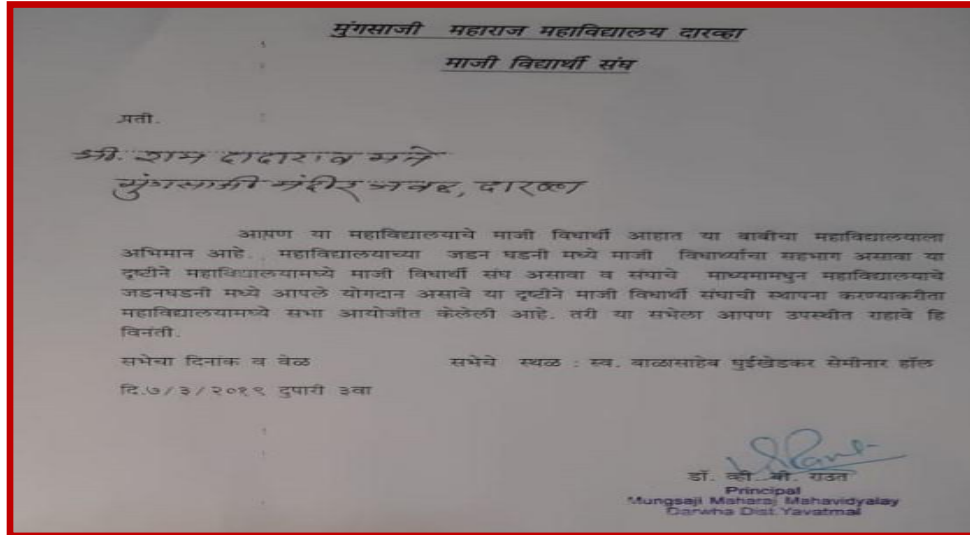 मुंगसाजी महाराज महाविद्यालय दारव्हा
माजी विद्यार्थी संघ
प्रती.
श्री. राम दादाराव मने
मुंगसाजी मंदीर जवळ, दारव्हा
आपण या महाविद्यालयाचे माजी विधार्थी आहात या बाबीचा महाविद्यालयाला
अभिमान आहे. महाविद्यालयाच्या जडन घडनी मध्ये माजी विधार्थ्यांचा सहभाग असावा या
दृष्टीने महाविद्यालयामध्ये माजी विधार्थी संघ असावा व संघाचे माध्यमामधुन महाविद्यालयाचे
जडनघडनी मध्ये आपले योगदान असावे या दृष्टीने माजी विधार्थी संघाची स्थापना करण्याकरीता
महाविद्यालयामध्ये सभा आयोजीत केलेली आहे. तरी या सभेला आपण उपस्थीत राहावे हि
विनंती.
सभेचा दिनांक व वेळ सभेचे स्थळ : स्व. बाळासाहेब घुईखेडकर सेमीनार हॉल
दि.७/३/२०१९ दुपारी ३वा
डॉ. व्ही. बी. राउत
Principal
Mungsaji Maharaj Mahavidyalay
Darwha Dist.Yavatmal